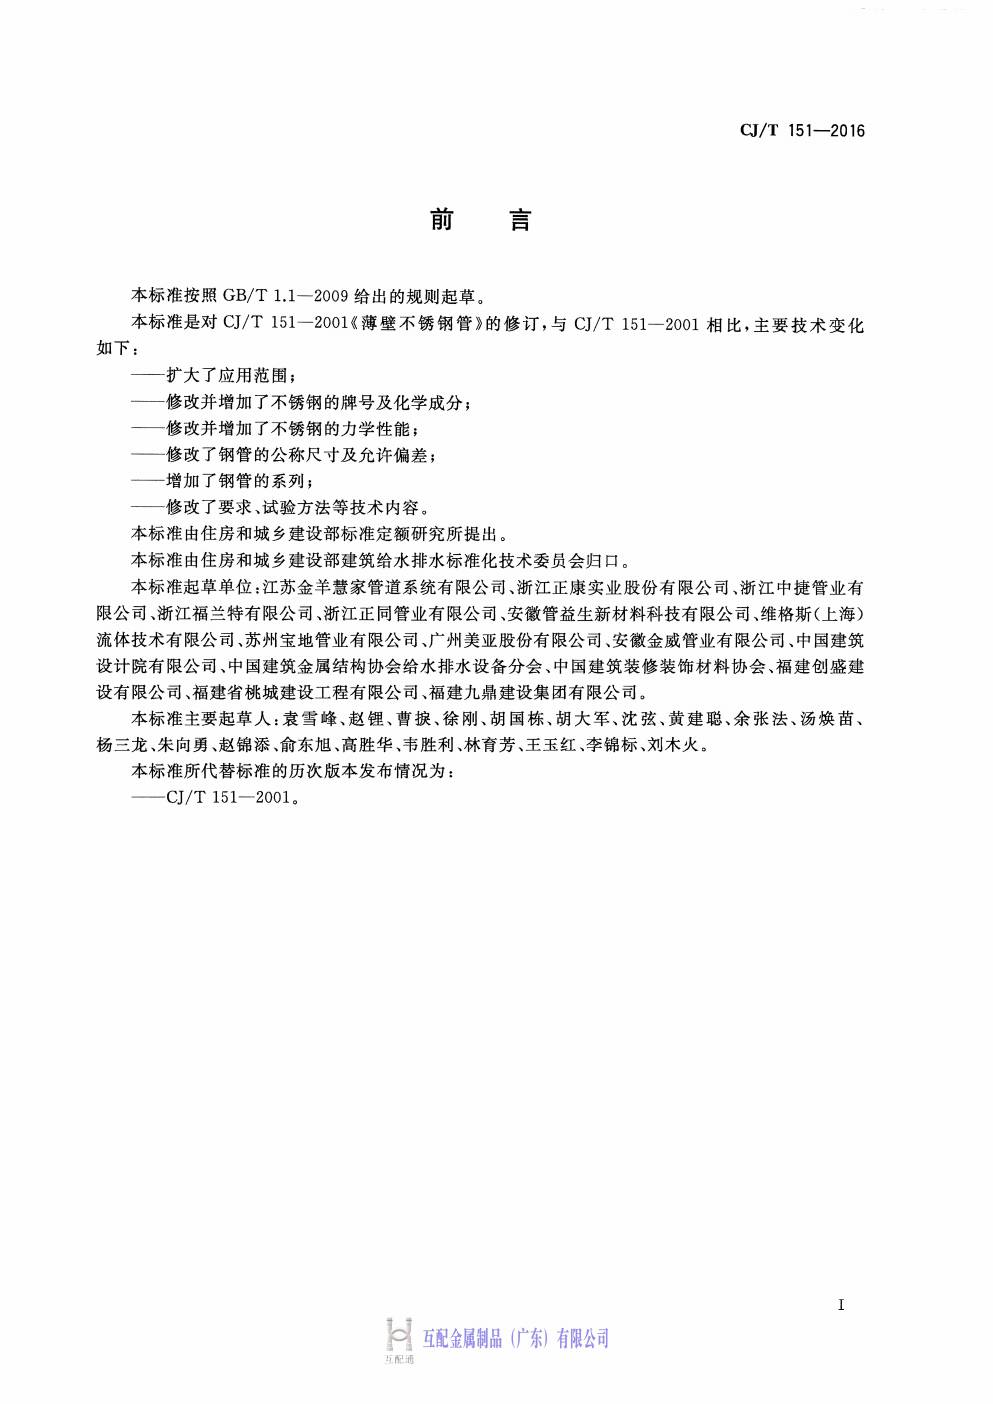 CJ/T 151—2016
前 言
本标准按照 GB/T 1.1—2009 给出的规则起草。
本标准是对 CJ/T 151—2001《薄壁不锈钢管》的修订,与 CJ/T 151—2001 相比,主要技术变化
如下:
——扩大了应用范围;
——修改并增加了不锈钢的牌号及化学成分;
——修改并增加了不锈钢的力学性能;
——修改了钢管的公称尺寸及允许偏差;
——增加了钢管的系列;
——修改了要求、试验方法等技术内容。
本标准由住房和城乡建设部标准定额研究所提出。
本标准由住房和城乡建设部建筑给水排水标准化技术委员会归口。
本标准起草单位:江苏金羊慧家管道系统有限公司、浙江正康实业股份有限公司、浙江中捷管业有
限公司、浙江福兰特有限公司、浙江正同管业有限公司、安徽管益生新材料科技有限公司、维格斯(上海)
流体技术有限公司、苏州宝地管业有限公司、广州美亚股份有限公司、安徽金威管业有限公司、中国建筑
设计院有限公司、中国建筑金属结构协会给水排水设备分会、中国建筑装修装饰材料协会、福建创盛建
设有限公司、福建省桃城建设工程有限公司、福建九鼎建设集团有限公司。
本标准主要起草人:袁雪峰、赵锂、曹捩、徐刚、胡国栋、胡大军、沈弦、黄建聪、余张法、汤焕苗、
杨三龙、朱向勇、赵锦添、俞东旭、高胜华、韦胜利、林育芳、王玉红、李锦标、刘木火。
本标准所代替标准的历次版本发布情况为:
——CJ/T 151—2001。
I
互配金属制品（广东）有限公司
互配通